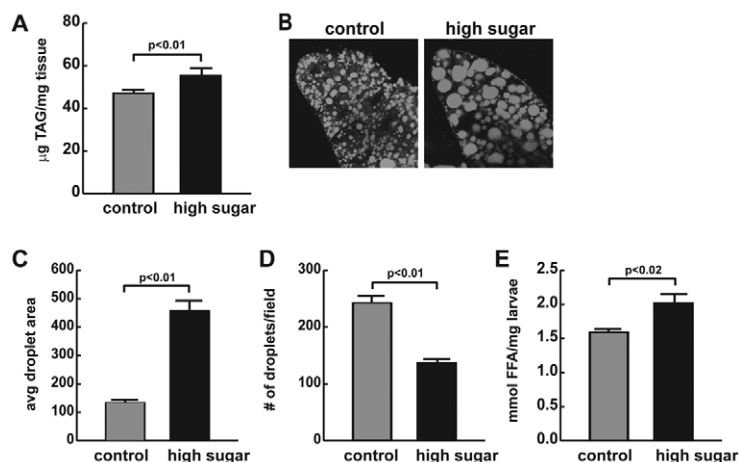 A
µg TAG/mg tissue
80
60
40
20
0
p<0.01
control
high sugar
B
control
high sugar
C
avg droplet area
600
500
400
300
200
100
0
p<0.01
control
high sugar
D
# of droplets/field
300
200
100
0
p<0.01
control
high sugar
E
mmol FFA/mg larvae
2.5
2.0
1.5
1.0
0.5
0.0
p<0.02
control
high sugar